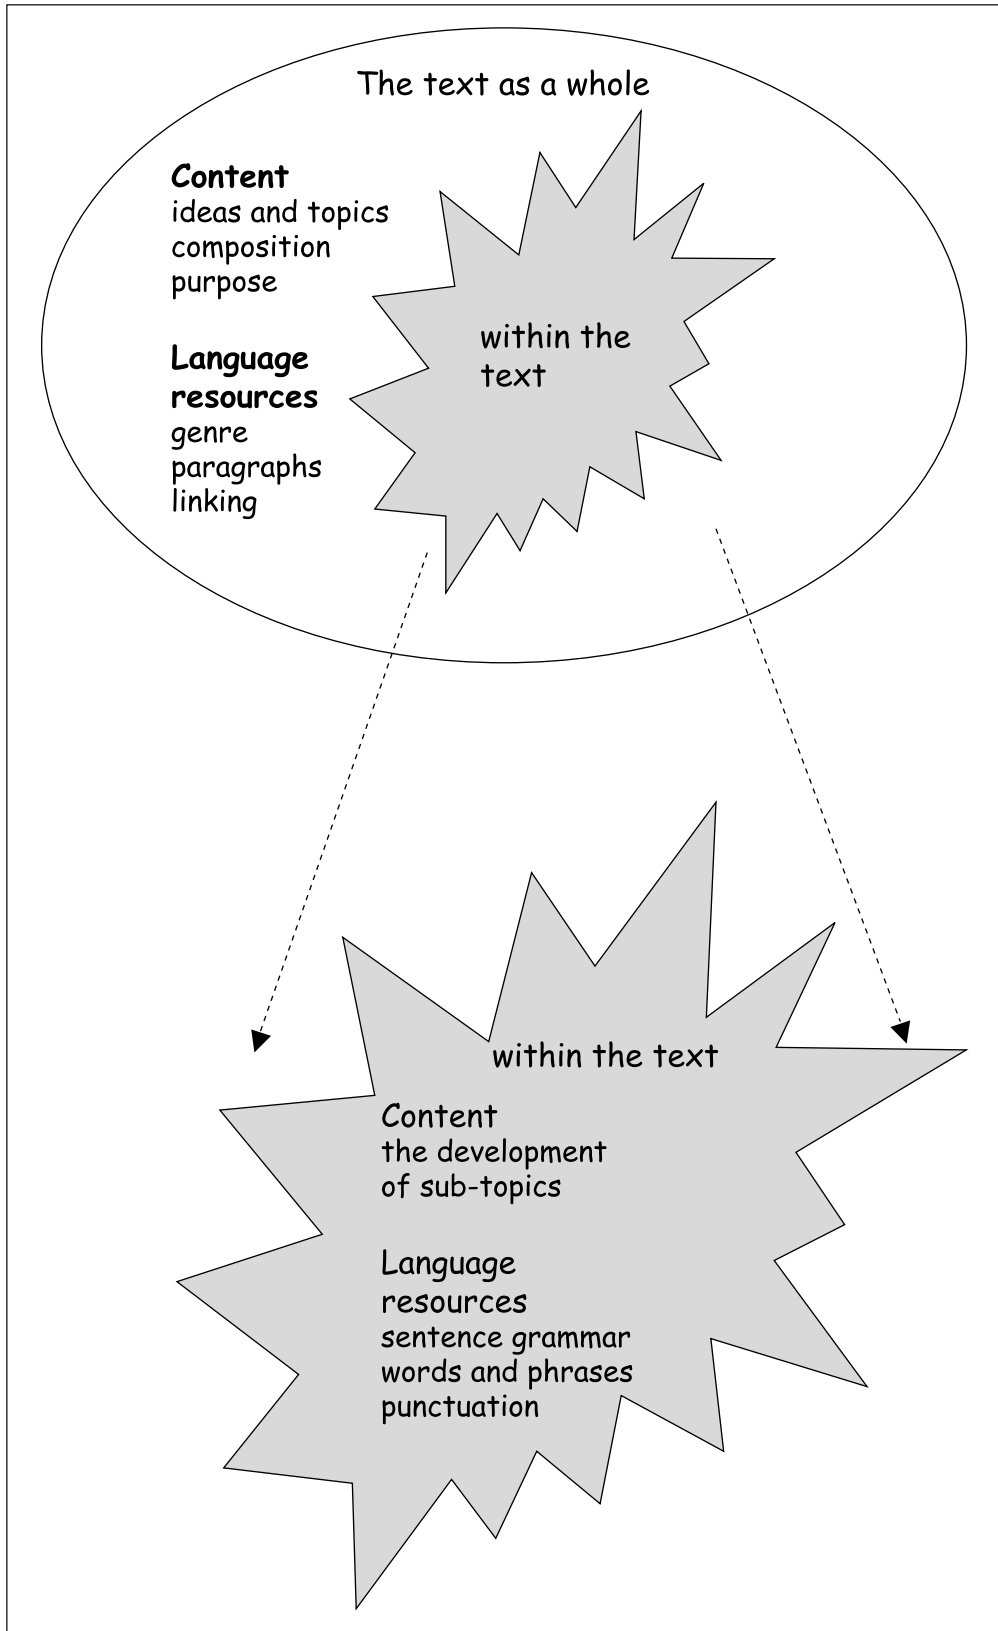 The text as a whole
Content
ideas and topics
composition
purpose
Language
resources
genre
paragraphs
linking
within the
text
within the text
Content
the development
of sub-topics
Language
resources
sentence grammar
words and phrases
punctuation